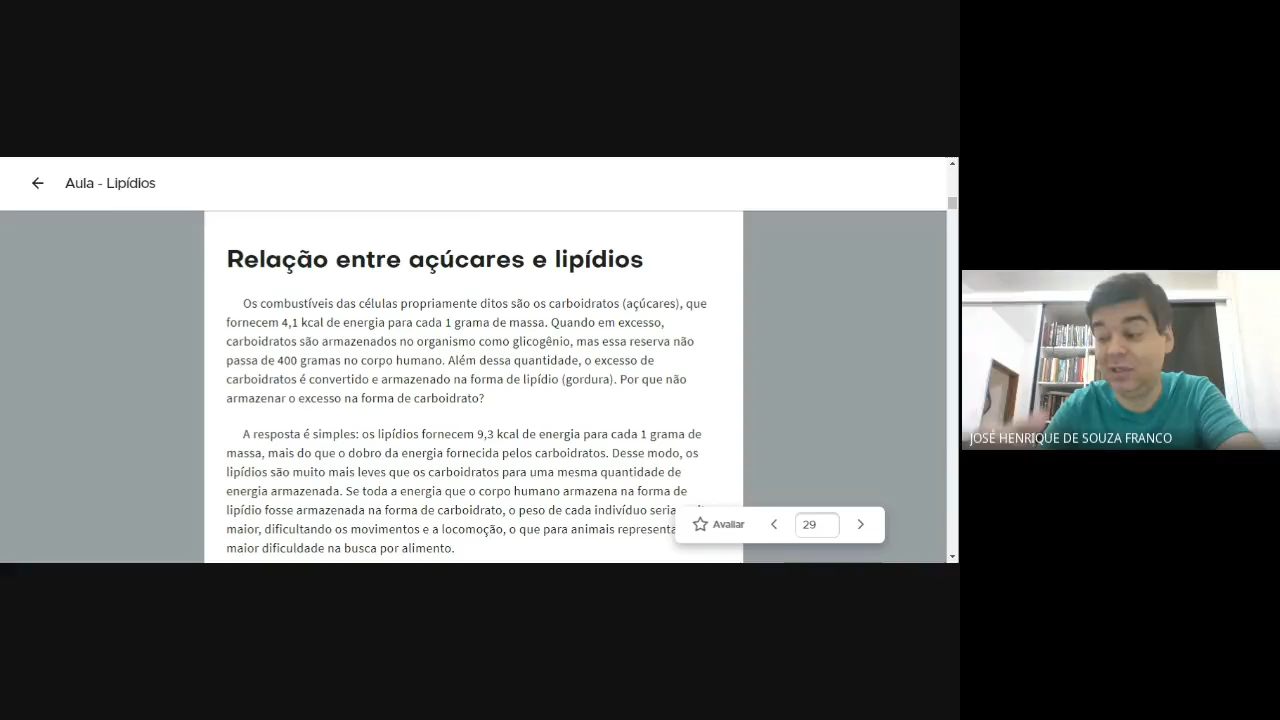 Aula - Lipídios
Relação entre açúcares e lipídios
Os combustíveis das células propriamente ditos são os carboidratos (açúcares), que
fornecem 4,1 kcal de energia para cada 1 grama de massa. Quando em excesso,
carboidratos são armazenados no organismo como glicogênio, mas essa reserva não
passa de 400 gramas no corpo humano. Além dessa quantidade, o excesso de
carboidratos é convertido e armazenado na forma de lipídio (gordura). Por que não
armazenar o excesso na forma de carboidrato?
A resposta é simples: os lipídios fornecem 9,3 kcal de energia para cada 1 grama de
massa, mais do que o dobro da energia fornecida pelos carboidratos. Desse modo, os
lipídios são muito mais leves que os carboidratos para uma mesma quantidade de
energia armazenada. Se toda a energia que o corpo humano armazena na forma de
lipídio fosse armazenada na forma de carboidrato, o peso de cada indivíduo seria
maior, dificultando os movimentos e a locomoção, o que para animais representa
maior dificuldade na busca por alimento.
Avaliar
29
JOSÉ HENRIQUE DE SOUZA FRANCO